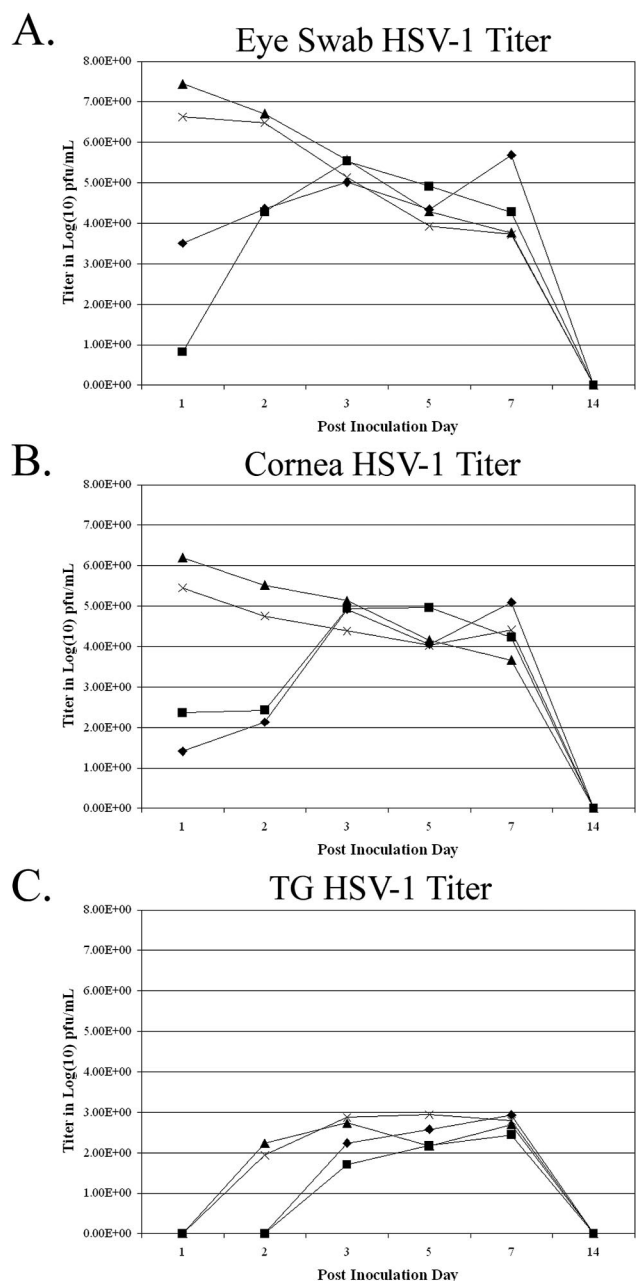 A.
Eye Swab HSV-1 Titer
8.00E+00
7.00E+00
6.00E+00
5.00E+00
4.00E+00
3.00E+00
2.00E+00
1.00E+00
0.00E+00
Titer in Log(10) pfu/mL
1 2 3 5 7 14
Post Inoculation Day
B.
Cornea HSV-1 Titer
8.00E+00
7.00E+00
6.00E+00
5.00E+00
4.00E+00
3.00E+00
2.00E+00
1.00E+00
0.00E+00
Titer in Log(10) pfu/mL
1 2 3 5 7 14
Post Inoculation Day
C.
TG HSV-1 Titer
8.00E+00
7.00E+00
6.00E+00
5.00E+00
4.00E+00
3.00E+00
2.00E+00
1.00E+00
0.00E+00
Titer in Log(10) pfu/mL
1 2 3 5 7 14
Post Inoculation Day